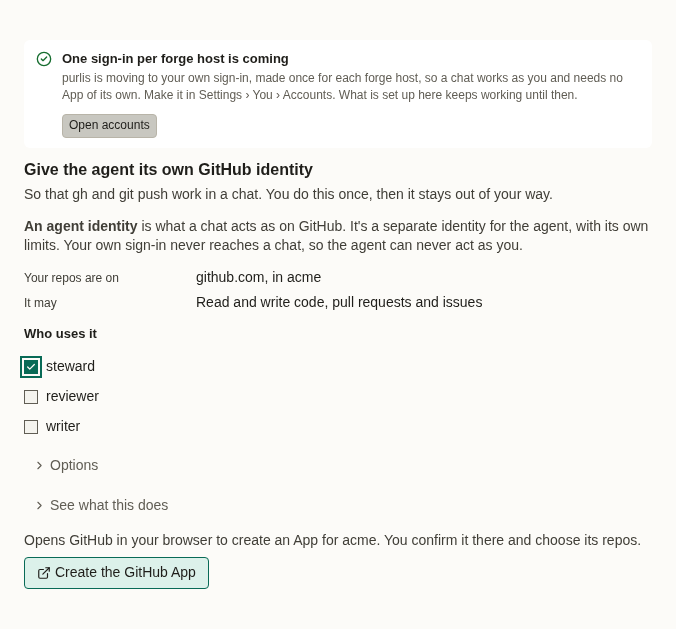 One sign-in per forge host is coming
purlis is moving to your own sign-in, made once for each forge host, so a chat works as you and needs no
App of its own. Make it in Settings › You › Accounts. What is set up here keeps working until then.
Open accounts
Give the agent its own GitHub identity
So that gh and git push work in a chat. You do this once, then it stays out of your way.
An agent identity is what a chat acts as on GitHub. It's a separate identity for the agent, with its own
limits. Your own sign-in never reaches a chat, so the agent can never act as you.
Your repos are on github.com, in acme
It may Read and write code, pull requests and issues
Who uses it
steward
reviewer
writer
Options
See what this does
Opens GitHub in your browser to create an App for acme. You confirm it there and choose its repos.
Create the GitHub App